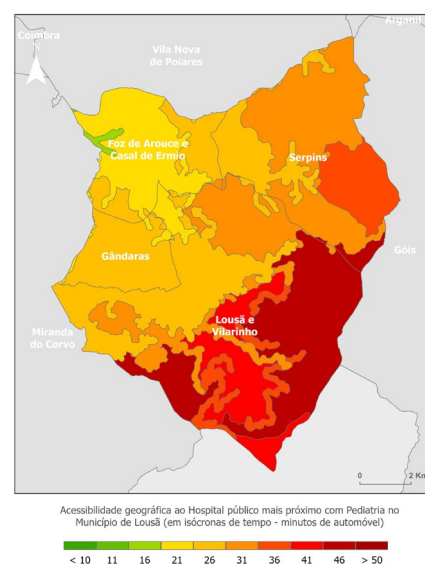 Coimbra
Argani
Vila Nova
de Poiares
Foz de Arouce e
Casal de Ermio
Serpins
Góis
Gândaras
Lousã e
Vilarinho
Miranda
do Corvo
0 2 Km
Acessibilidade geográfica ao Hospital público mais próximo com Pediatria no
Município de Lousã (em isócronas de tempo - minutos de automóvel)
< 10 11 16 21 26 31 36 41 46 > 50